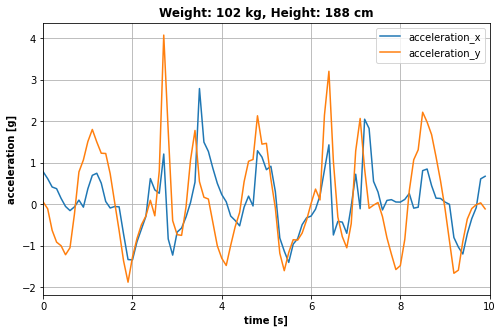 Weight: 102 kg, Height: 188 cm
acceleration_x
acceleration_y
acceleration [g]
4
3
2
1
0
−1
−2
0
2
4
6
8
10
time [s]